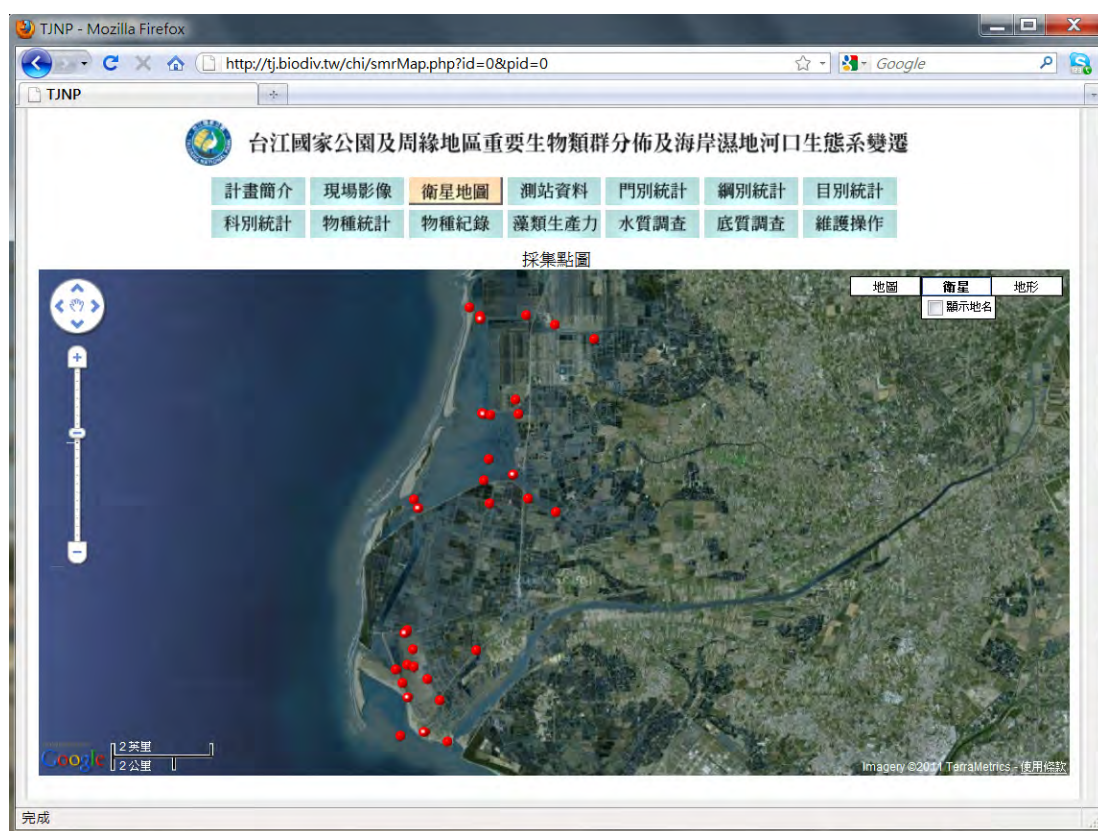 TJNP - Mozilla Firefox
http://tj.biodiv.tw/chi/smrMap.php?id=0&pid=0
Google
TJNP
台江國家公園及周緣地區重要生物類群分佈及海岸濕地河口生態系變遷
計畫簡介 現場影像 衛星地圖 測站資料 門別統計 綱別統計 目別統計
科別統計 物種統計 物種紀錄 藻類生產力 水質調查 底質調查 維護操作
採集點圖
地圖 衛星 地形
顯示地名
2 英里
Google
2 公里
Imagery ©2011 TerraMetrics - 使用條款
完成